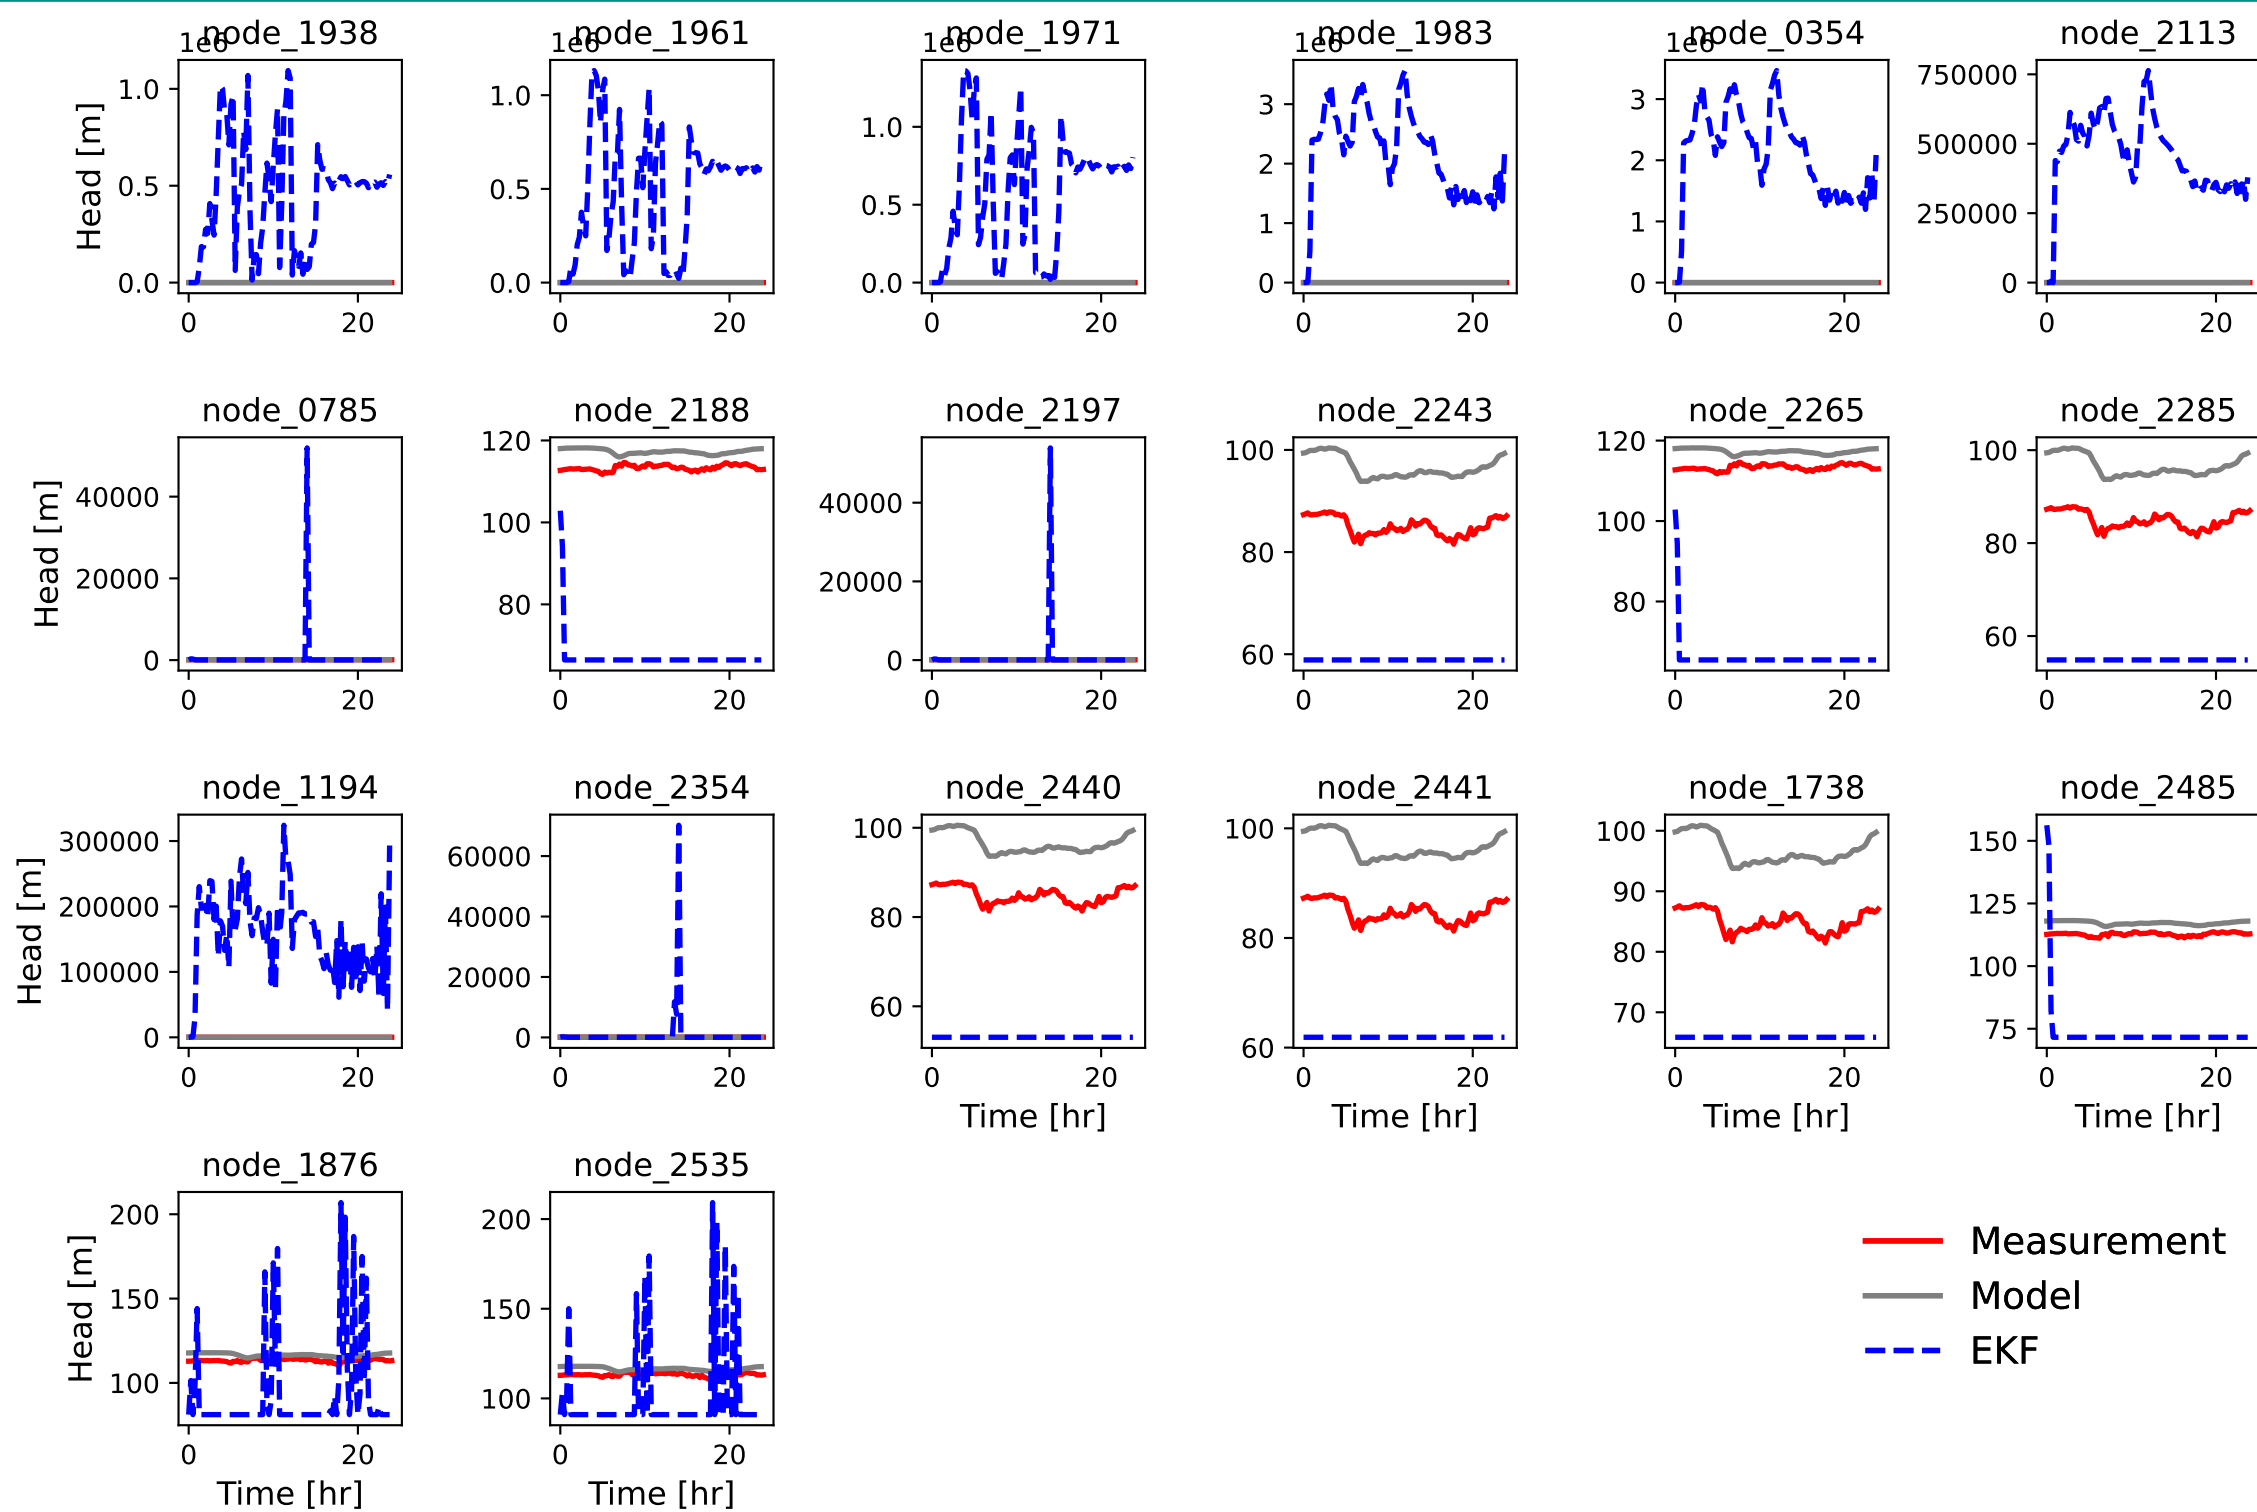 node_1938 node_1961 node_1971 node_1983 node_0354 node_2113
1e6 1e6 1e6 1e6 1e6
Head [m]
1.0 0.5 0.0
1.0 0.5 0.0
1.0 0.5 0.0
3 2 1 0
3 2 1 0
750000 500000 250000 0
0 20 0 20 0 20 0 20 0 20 0
node_0785 node_2188 node_2197 node_2243 node_2265 node_2285
Head [m]
40000 20000 0
120 100 80
40000 20000 0
100 80 60
120 100 80
100 80 60
0 20 0 20 0 20 0 20 0 20 0 20
node_1194 node_2354 node_2440 node_2441 node_1738 node_2485
Head [m]
300000 200000 100000 0
60000 40000 20000 0
100 80 60
100 80 60
100 90 80 70
150 125 100 75
0 20 0 20 0 20 0 20 0 20 0 20
Time [hr] Time [hr] Time [hr] Time [hr]
node_1876 node_2535
Head [m]
200 150 100
200 150 100
0 20 0 20
Time [hr] Time [hr]
Measurement
Model
EKF